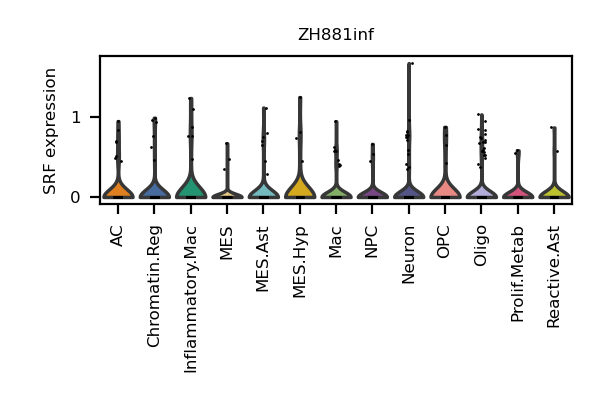 ZH881inf
SRF expression
1
0
AC
Chromatin.Reg
Inflammatory.Mac
MES
MES.Ast
MES.Hyp
Mac
NPC
Neuron
OPC
Oligo
Prolif.Metab
Reactive.Ast